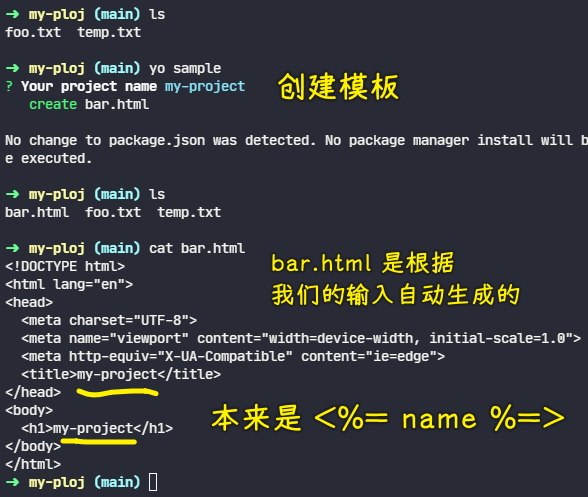 ➜ my-ploj (main) ls
foo.txt temp.txt
➜ my-ploj (main) yo sample
? Your project name my-project
创建模板
create bar.html
No change to package.json was detected. No package manager install will b
e executed.
➜ my-ploj (main) ls
bar.html foo.txt temp.txt
➜ my-ploj (main) cat bar.html
<!DOCTYPE html>
bar.html 是根据
<html lang="en">
我们的输入自动生成的
<head>
<meta charset="UTF-8">
<meta name="viewport" content="width=device-width, initial-scale=1.0">
<meta http-equiv="X-UA-Compatible" content="ie=edge">
<title>my-project</title>
</head>
<body>
本来是 <%= name %=>
<h1>my-project</h1>
</body>
</html>
➜ my-ploj (main)